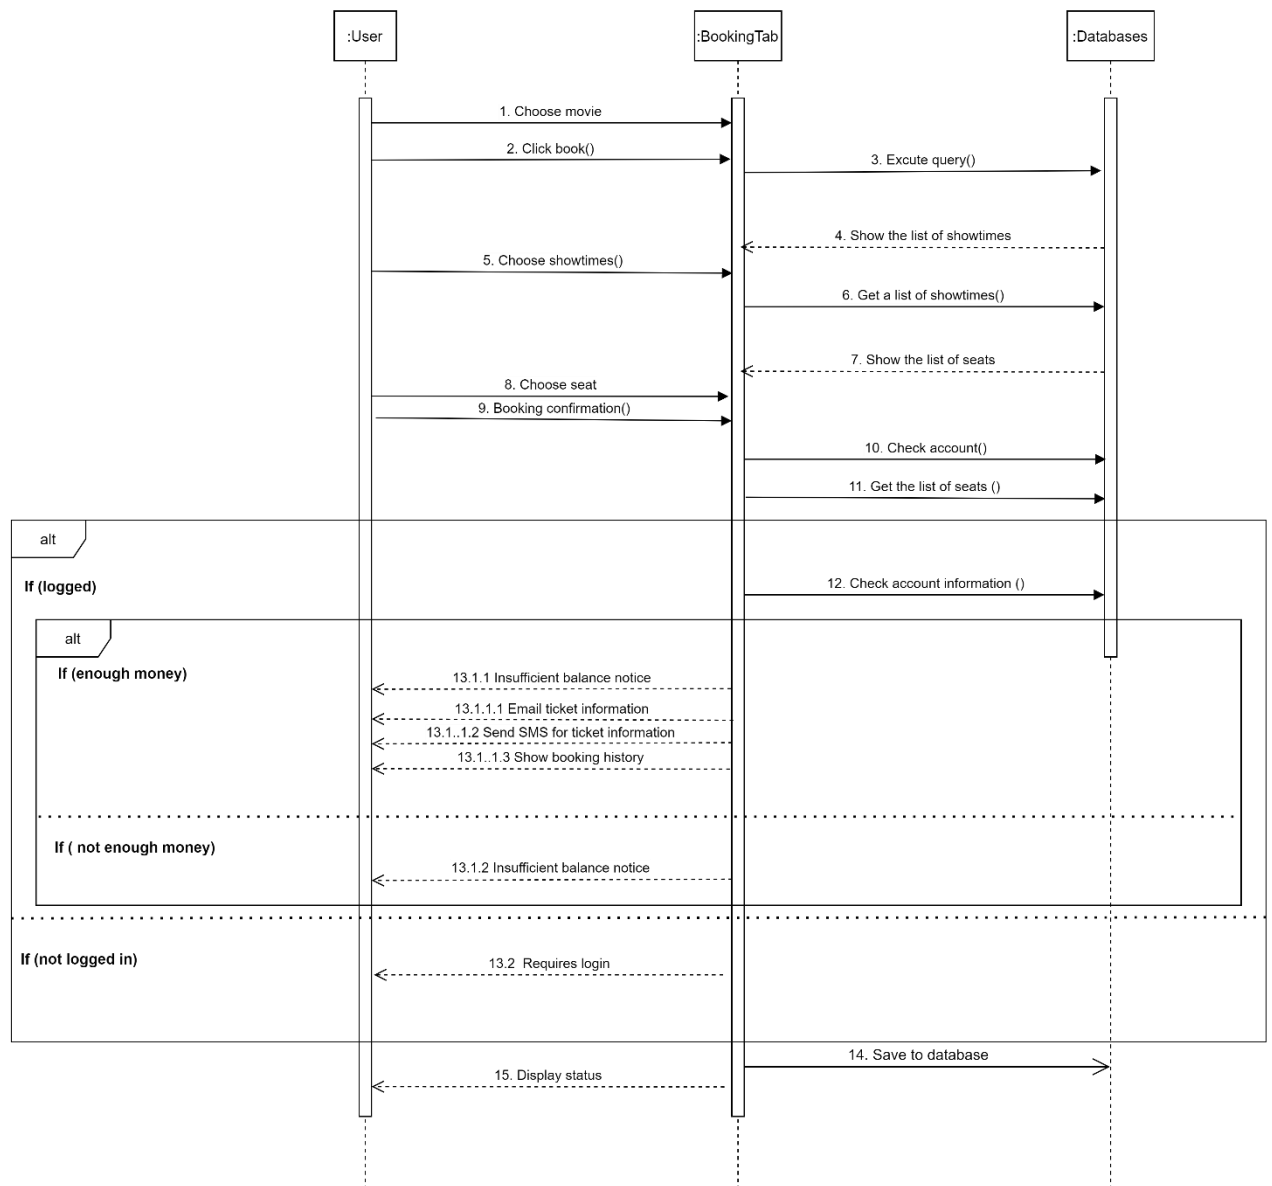 :User
:BookingTab
:Databases
1. Choose movie
2. Click book()
3. Excute query()
4. Show the list of showtimes
5. Choose showtimes()
6. Get a list of showtimes()
7. Show the list of seats
8. Choose seat
9. Booking confirmation()
10. Check account()
11. Get the list of seats ()
alt
If (logged)
12. Check account information ()
alt
If (enough money)
13.1.1 Insufficient balance notice
13.1.1.1 Email ticket information
13.1..1.2 Send SMS for ticket information
13.1..1.3 Show booking history
If ( not enough money)
13.1.2 Insufficient balance notice
If (not logged in)
13.2 Requires login
14. Save to database
15. Display status